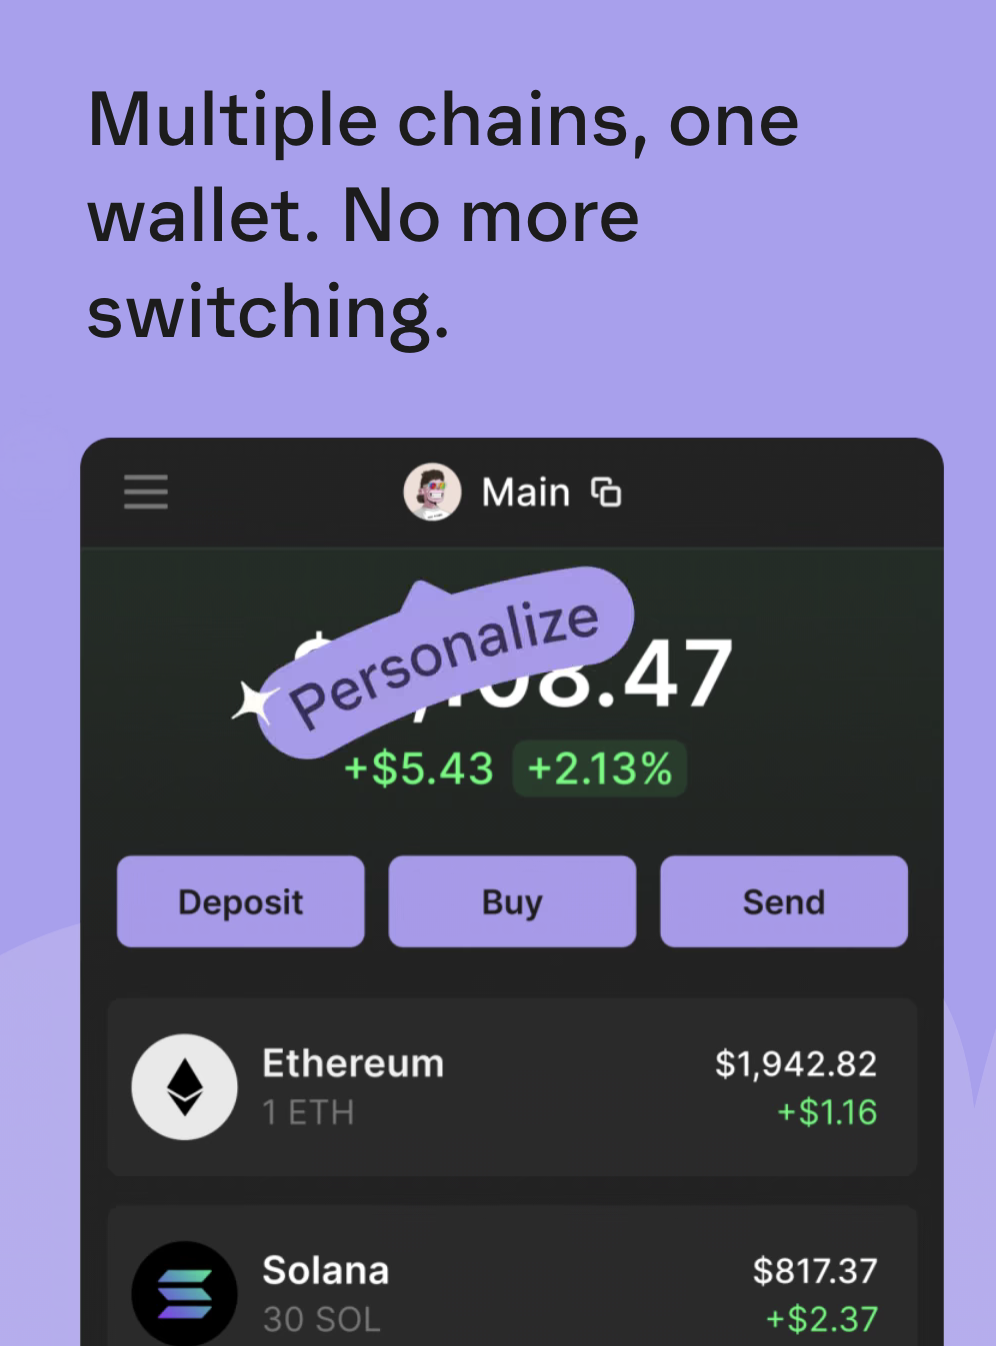 Multiple chains, one
wallet. No more
switching.
Main
Personalize
08.47
+$5.43 +2.13%
Deposit Buy Send
Ethereum $1,942.82
1 ETH +$1.16
Solana $817.37
30 SOL +$2.37